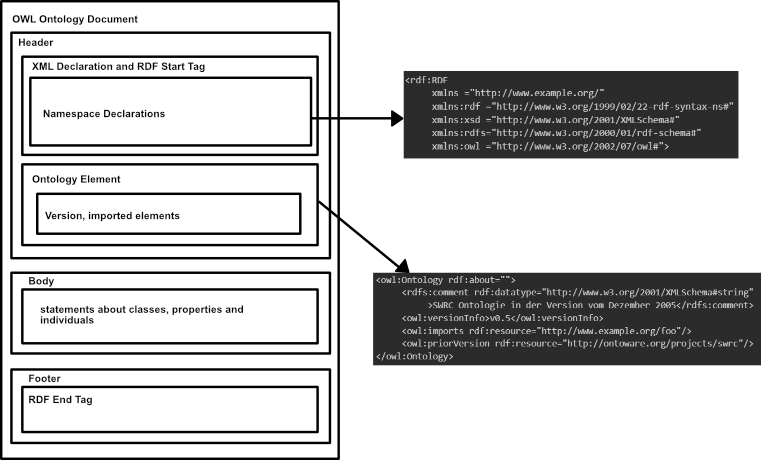 OWL Ontology Document
Header
XML Declaration and RDF Start Tag
Namespace Declarations
Ontology Element
Version, imported elements
Body
statements about classes, properties and
individuals
Footer
RDF End Tag
<rdf:RDF
xmlns ="http://www.example.org/"
xmlns:rdf ="http://www.w3.org/1999/02/22-rdf-syntax-ns#"
xmlns:xsd ="http://www.w3.org/2001/XMLSchema#"
xmlns:rdfs="http://www.w3.org/2000/01/rdf-schema#"
xmlns:owl ="http://www.w3.org/2002/07/owl#">
<owl:Ontology rdf:about="">
<rdfs:comment rdf:datatype="http://www.w3.org/2001/XMLSchema#string"
>SWRC Ontologie in der Version vom Dezember 2005</rdfs:comment>
<owl:versionInfo>v0.5</owl:versionInfo>
<owl:imports rdf:resource="http://www.example.org/foo"/>
<owl:priorVersion rdf:resource="http://ontoware.org/projects/swrc"/>
</owl:Ontology>